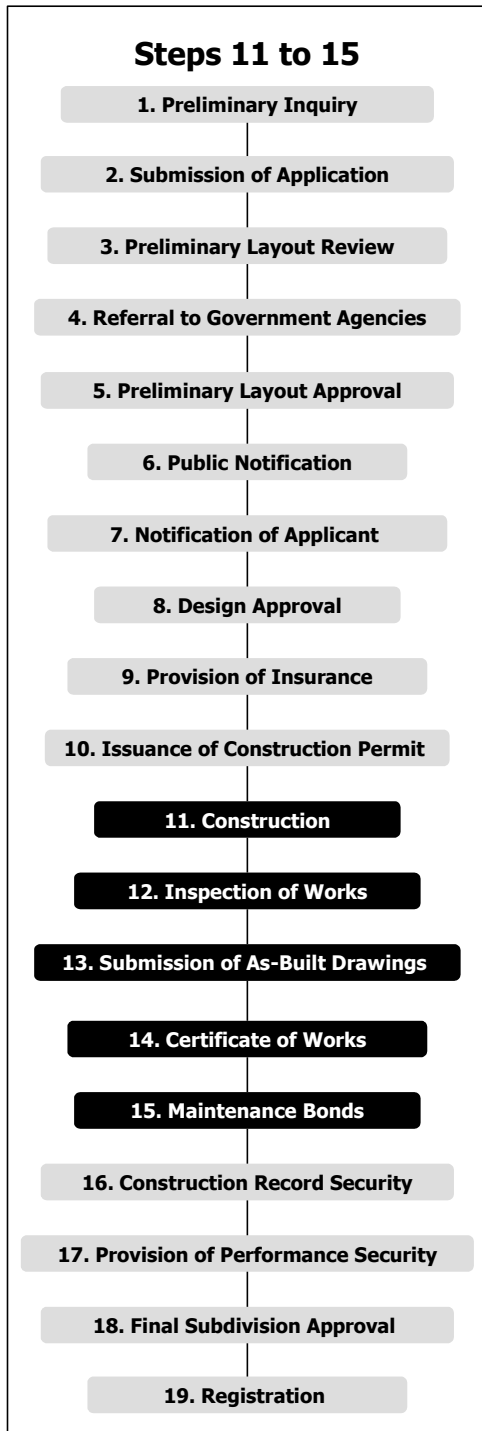 Steps 11 to 15
1. Preliminary Inquiry
2. Submission of Application
3. Preliminary Layout Review
4. Referral to Government Agencies
5. Preliminary Layout Approval
6. Public Notification
7. Notification of Applicant
8. Design Approval
9. Provision of Insurance
10. Issuance of Construction Permit
11. Construction
12. Inspection of Works
13. Submission of As-Built Drawings
14. Certificate of Works
15. Maintenance Bonds
16. Construction Record Security
17. Provision of Performance Security
18. Final Subdivision Approval
19. Registration